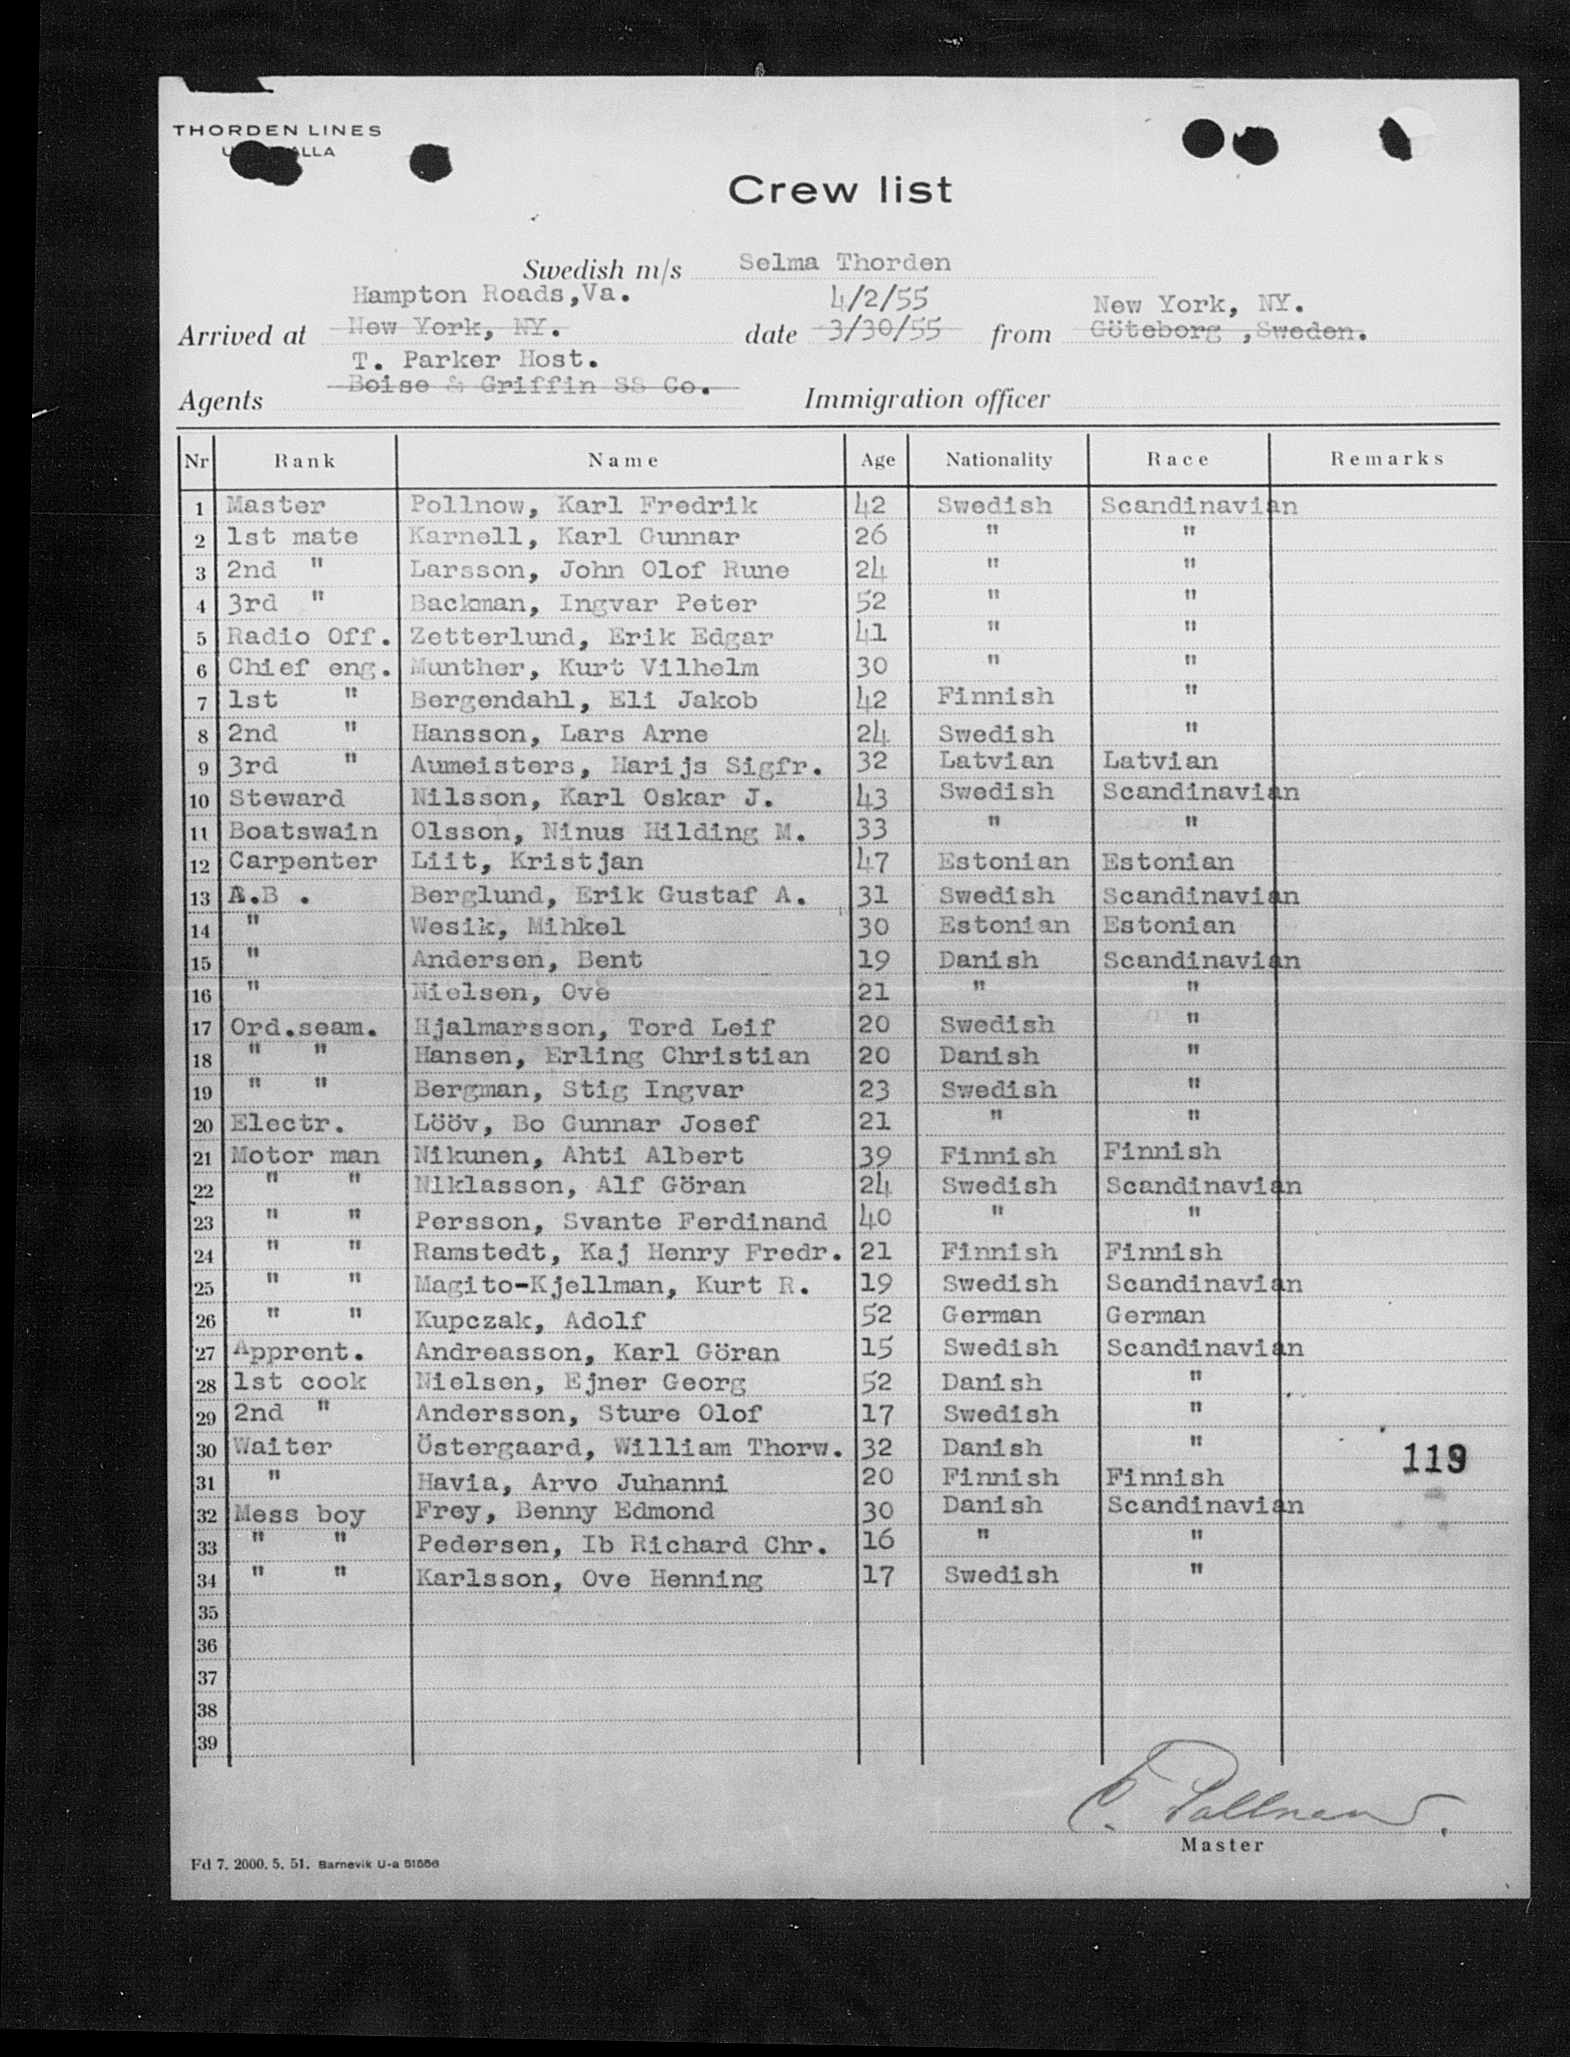 THORDEN LINES
Crew list
Swedish m/s Selma Thorden
Hampton Roads, Va. 4/2/55 New York, NY.
Arrived at New York, NY. date 3/30/55 from Göteborg , Sweden.
T. Parker Host.
Agents Boise & Griffin SS Co. Immigration officer
Nr Rank Name Age Nationality Race Remarks
1 Master Pollnow, Karl Fredrik 42 Swedish Scandinavian
2 1st mate Karnell, Karl Gunnar 26 " "
3 2nd " Larsson, John Olof Rune 24 " "
4 3rd " Backman, Ingvar Peter 52 " "
5 Radio Off. Zetterlund, Erik Edgar 41 " "
6 Chief eng. Munther, Kurt Vilhelm 30 " "
7 1st " Bergendahl, Eli Jakob 42 Finnish "
8 2nd " Hansson, Lars Arne 24 Swedish "
9 3rd " Aumeisters, Harijs Sigfr. 32 Latvian Latvian
10 Steward Nilsson, Karl Oskar J. 43 Swedish Scandinavian
11 Boatswain Olsson, Ninus Hilding M. 33 " "
12 Carpenter Liit, Kristjan 47 Estonian Estonian
13 A.B . Berglund, Erik Gustaf A. 31 Swedish Scandinavian
14 " Wesik, Mihkel 30 Estonian Estonian
15 " Andersen, Bent 19 Danish Scandinavian
16 " Nielsen, Ove 21 " "
17 Ord.seam. Hjalmarsson, Tord Leif 20 Swedish "
18 " " Hansen, Erling Christian 20 Danish "
19 " " Bergman, Stig Ingvar 23 Swedish "
20 Electr. Lööv, Bo Gunnar Josef 21 " "
21 Motor man Nikunen, Ahti Albert 39 Finnish Finnish
22 " " Niklasson, Alf Göran 24 Swedish Scandinavian
23 " " Persson, Svante Ferdinand 40 " "
24 " " Ramstedt, Kaj Henry Fredr. 21 Finnish Finnish
25 " " Magito-Kjellman, Kurt R. 19 Swedish Scandinavian
26 " " Kupczak, Adolf 52 German German
27 Apprent. Andreasson, Karl Göran 15 Swedish Scandinavian
28 1st cook Nielsen, Ejner Georg 52 Danish "
29 2nd " Andersson, Sture Olof 17 Swedish "
30 Waiter Östergaard, William Thorw. 32 Danish "
119
31 " Havia, Arvo Juhanni 20 Finnish Finnish
32 Mess boy Frey, Benny Edmond 30 Danish Scandinavian
33 " " Pedersen, Ib Richard Chr. 16 " "
34 " " Karlsson, Ove Henning 17 Swedish "
35
36
37
38
39
Pollnow.
Master
Fd 7. 2000. 5. 51. Barnevik U-a 51556